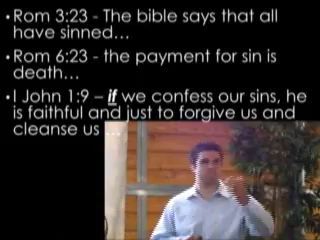 • Rom 3:23 - The bible says that all
have sinned…
• Rom 6:23 - the payment for sin is
death…
• I John 1:9 – if we confess our sins, he
is faithful and just to forgive us and
cleanse us …